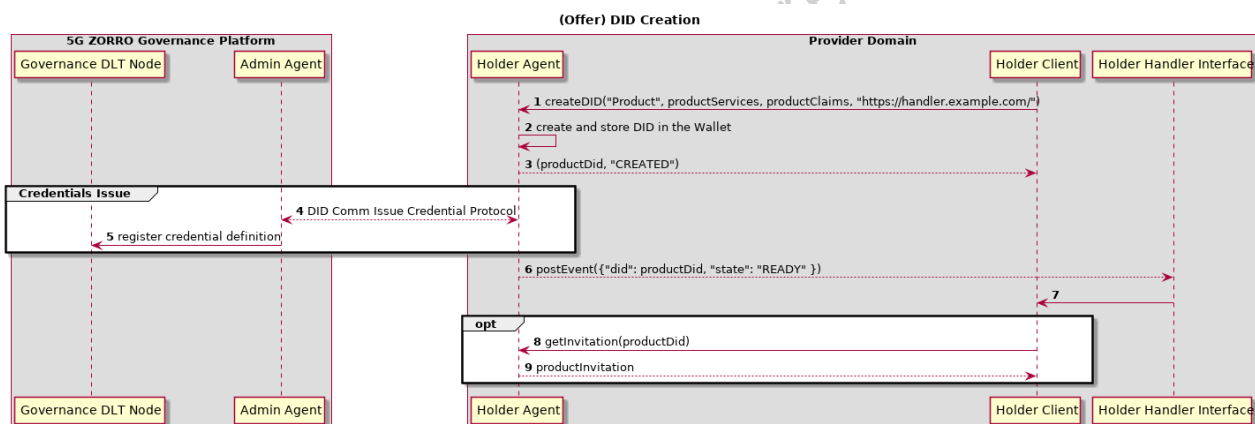 (Offer) DID Creation
5G ZORRO Governance Platform
Provider Domain
Governance DLT Node
Admin Agent
Holder Agent
Holder Client
Holder Handler Interface
1 createDID("Product", productServices, productClaims, "https://handler.example.com/")
2 create and store DID in the Wallet
3 (productDid, "CREATED")
Credentials Issue
4 DID Comm Issue Credential Protocol
5 register credential definition
6 postEvent({"did": productDid, "state": "READY" })
7
opt
8 getInvitation(productDid)
9 productInvitation
Governance DLT Node
Admin Agent
Holder Agent
Holder Client
Holder Handler Interface